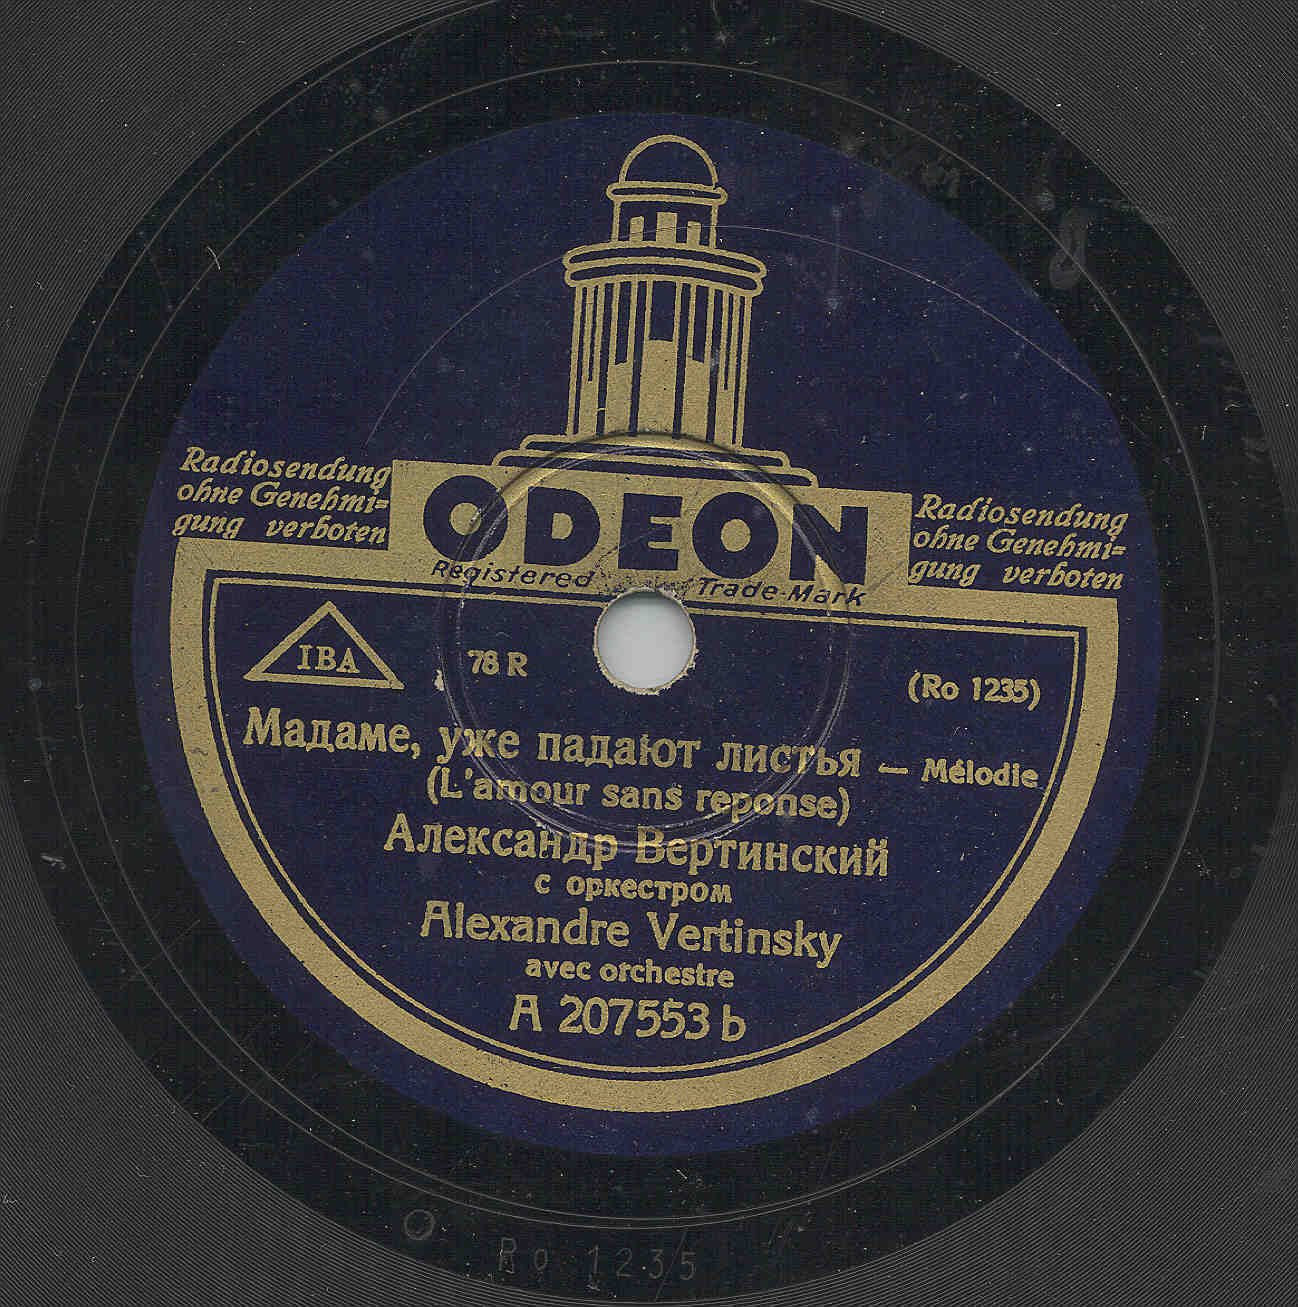 Radiosendung
ohne Genehmi=
gung verboten
ODEON
Registered Trade-Mark
Radiosendung
ohne Genehmi=
gung verboten
IBA
78 R
(Ro 1235)
Мадаме, уже падают листья – Mélodie
(L'amour sans reponse)
Александр Вертинский
с оркестром
Alexandre Vertinsky
avec orchestre
A 207553 b
Ro 1235